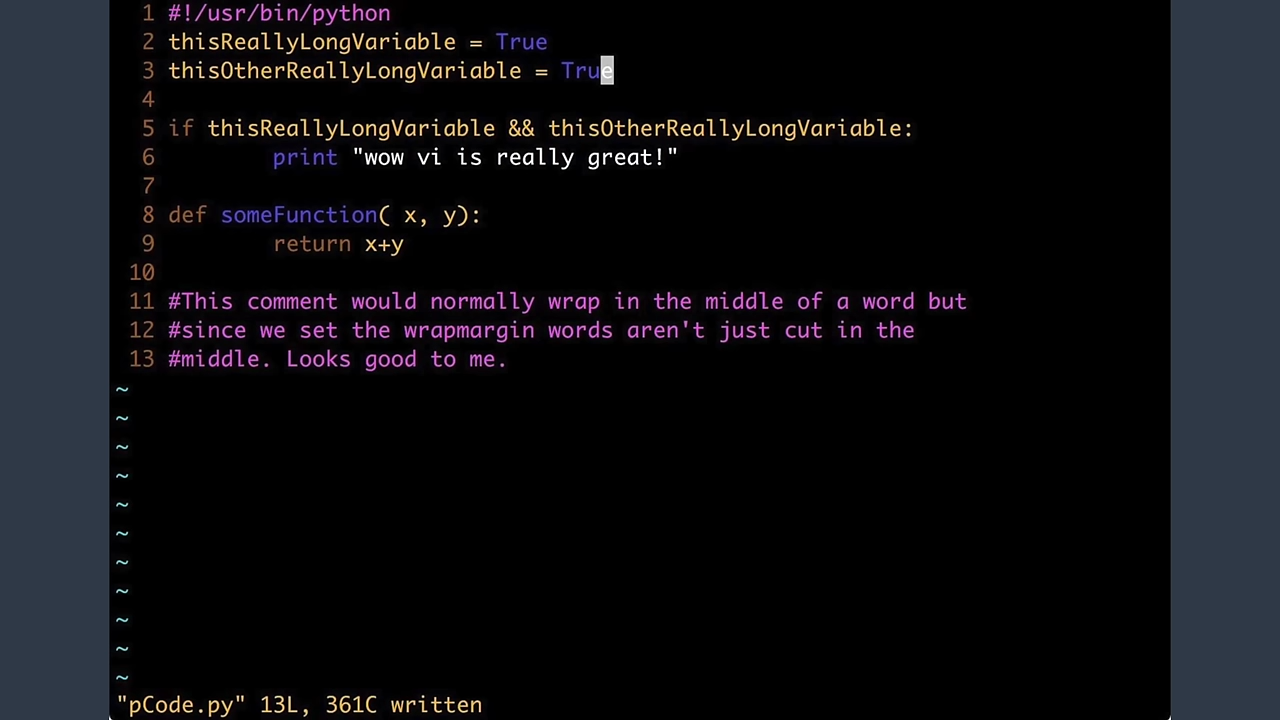 1 #!/usr/bin/python
2 thisReallyLongVariable = True
3 thisOtherReallyLongVariable = True
4
5 if thisReallyLongVariable && thisOtherReallyLongVariable:
6         print "wow vi is really great!"
7
8 def someFunction( x, y):
9         return x+y
10
11 #This comment would normally wrap in the middle of a word but
12 #since we set the wrapmargin words aren't just cut in the
13 #middle. Looks good to me.
~
~
~
~
~
~
~
~
~
~
~
"pCode.py" 13L, 361C written